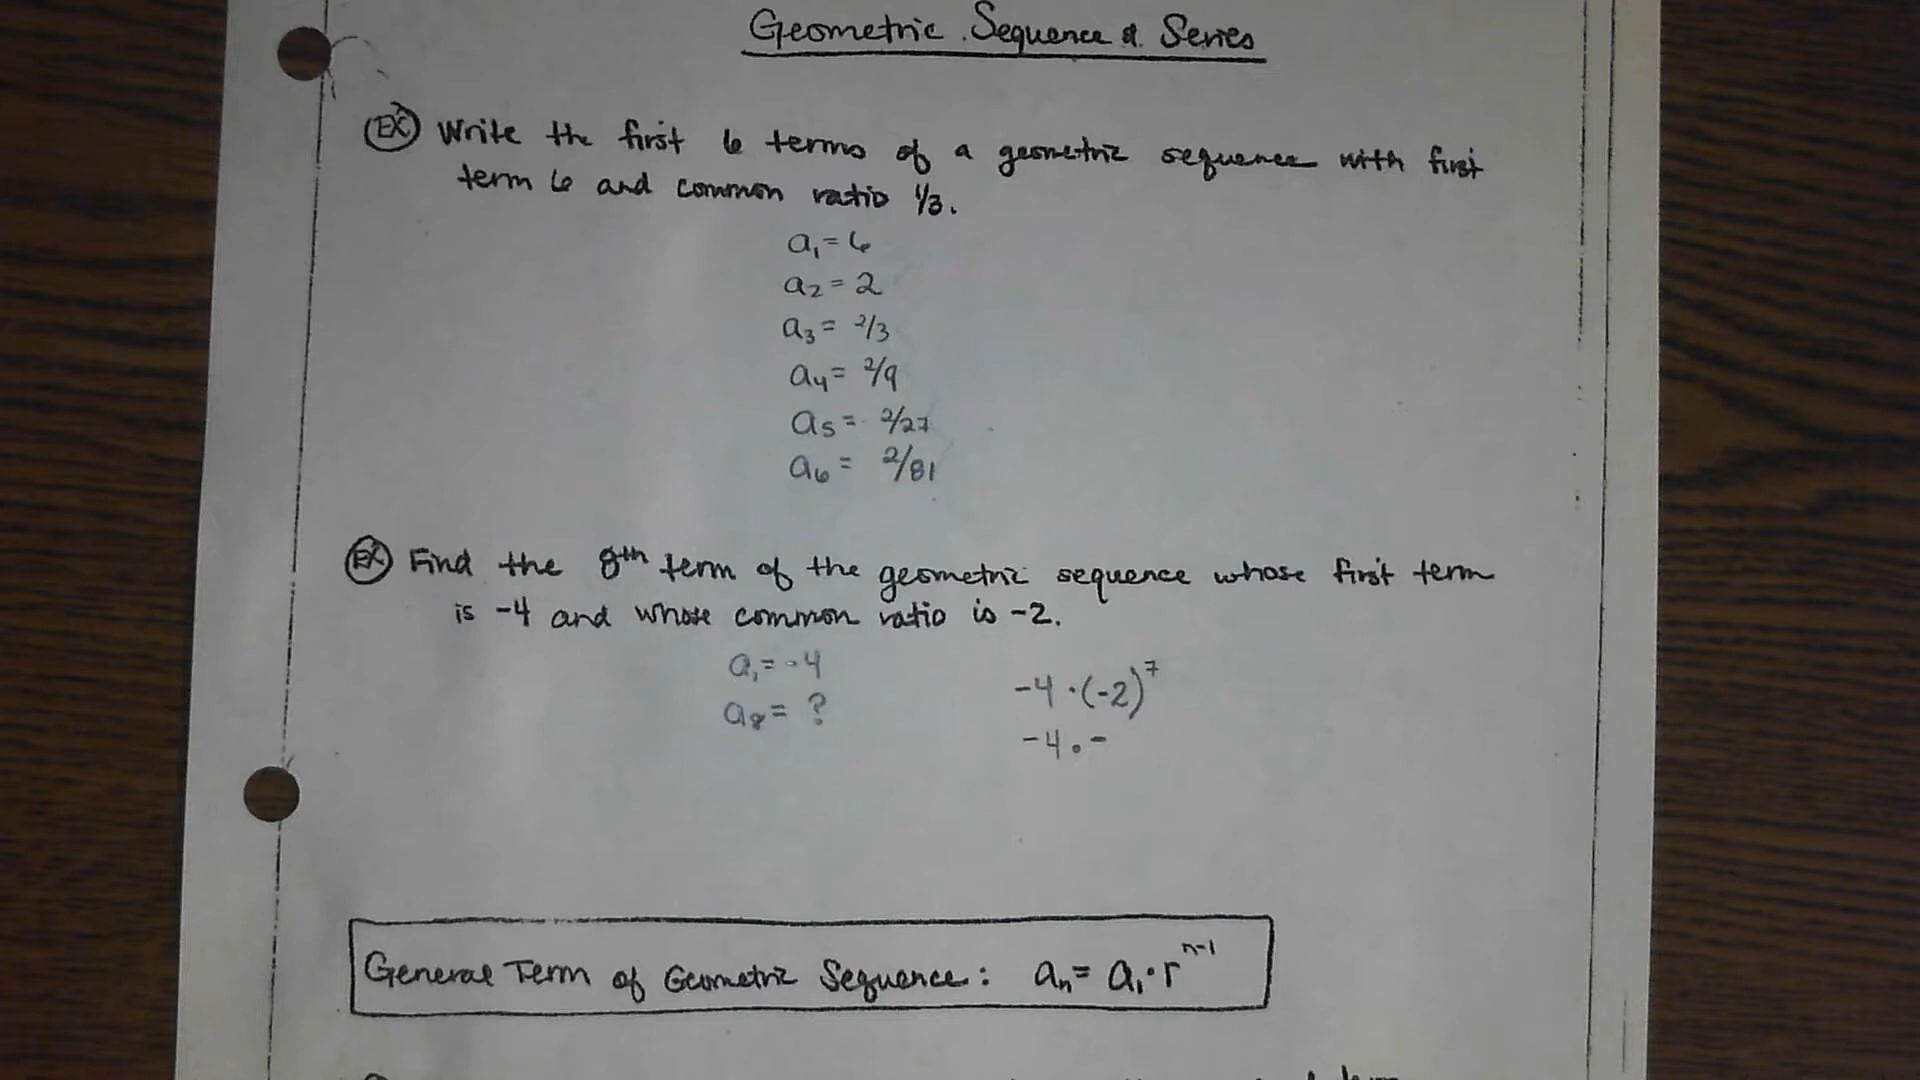 Geometric Sequence & Series
EX Write the first 6 terms of a geometric sequence with first
term 6 and common ratio 1/3.
a₁ = 6
a₂ = 2
a₃ = 2/3
a₄ = 2/9
a₅ = 2/27
a₆ = 2/81
EX Find the 8th term of the geometric sequence whose first term
is -4 and whose common ratio is -2.
a₁ = -4
a₈ = ?
-4 · (-2)⁷
-4 · -
General Term of Geometric Sequence: aₙ = a₁ · rⁿ⁻¹